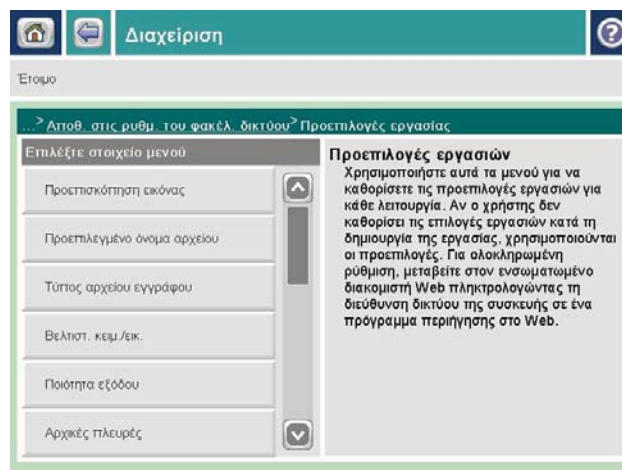 Διαχείριση
?
Έτοιμο
...> Αποθ. στις ρυθμ. του φακέλ. δικτύου> Προεπιλογές εργασίας
Επιλέξτε στοιχείο μενού
Προεπισκόπηση εικόνας
Προεπιλεγμένο όνομα αρχείου
Τύπος αρχείου εγγράφου
Βελτιστ. κειμ./εικ.
Ποιότητα εξόδου
Αρχικές πλευρές
Προεπιλογές εργασιών
Χρησιμοποιήστε αυτά τα μενού για να
καθορίσετε τις προεπιλογές εργασιών για
κάθε λειτουργία. Αν ο χρήστης δεν
καθορίσει τις επιλογές εργασιών κατά τη
δημιουργία της εργασίας, χρησιμοποιούνται
οι προεπιλογές. Για ολοκληρωμένη
ρύθμιση, μεταβείτε στον ενσωματωμένο
διακομιστή Web πληκτρολογώντας τη
διεύθυνση δικτύου της συσκευής σε ένα
πρόγραμμα περιήγησης στο Web.